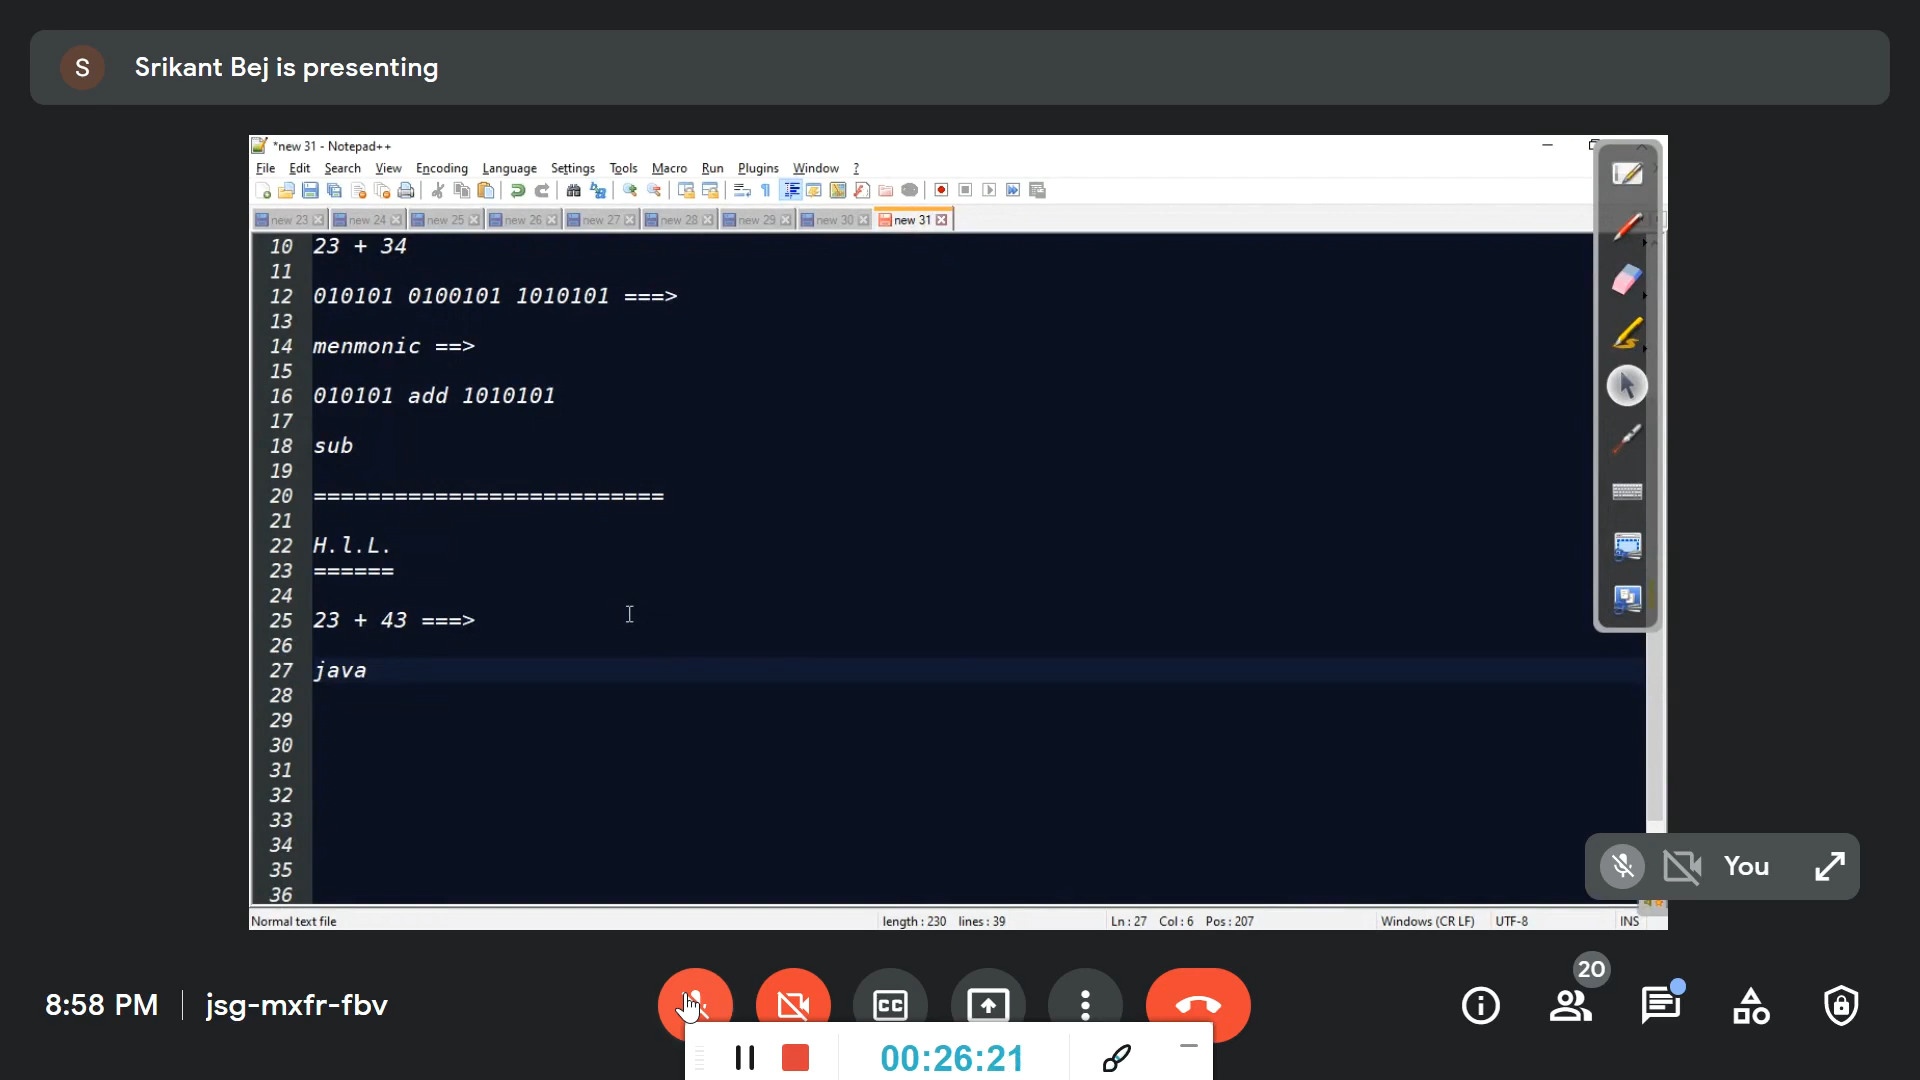 S Srikant Bej is presenting
*new 31 - Notepad++
File Edit Search View Encoding Language Settings Tools Macro Run Plugins Window ?
new 23 new 24 new 25 new 26 new 27 new 28 new 29 new 30 new 31
10 23 + 34
11
12 010101 0100101 1010101 ===>
13
14 menmonic ==>
15
16 010101 add 1010101
17
18 sub
19
20 ==========================
21
22 H.l.L.
23 ======
24
25 23 + 43 ===>
26
27 java
28
29
30
31
32
33
34
35
36
You
Normal text file length : 230 lines : 39 Ln : 27 Col : 6 Pos : 207 Windows (CR LF) UTF-8 INS
20
8:58 PM jsg-mxfr-fbv CC
00:26:21